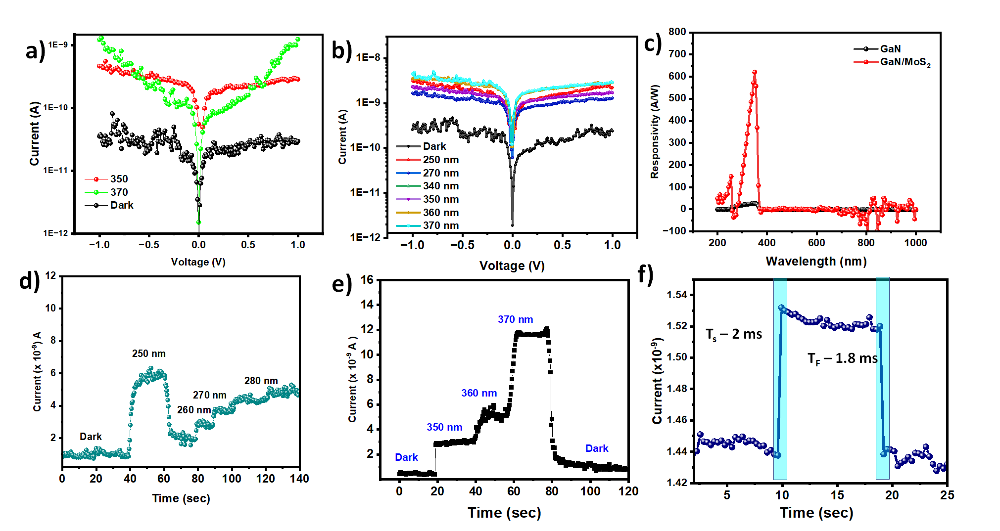 a)
1E−9
1E−10
1E−11
1E−12
Current (A)
350
370
Dark
−1.0
−0.5
0.0
0.5
1.0
Voltage (V)
b)
1E−8
1E−9
1E−10
1E−11
1E−12
Current (A)
Dark
250 nm
270 nm
340 nm
350 nm
360 nm
370 nm
−1.0
−0.5
0.0
0.5
1.0
Voltage (V)
c)
800
700
600
500
400
300
200
100
0
−100
Responsivity (A/W)
GaN
GaN/MoS₂
200
400
600
800
1000
Wavelength (nm)
d)
12
10
8
6
4
2
Current (x 10⁻⁹) A
250 nm
280 nm
270 nm
260 nm
Dark
0
20
40
60
80
100
120
140
Time (sec)
e)
16
14
12
10
8
6
4
2
Current (x 10⁻⁹ A )
370 nm
360 nm
350 nm
Dark
Dark
0
20
40
60
80
100
120
Time (sec)
f)
1.54
1.52
1.50
1.48
1.46
1.44
1.42
Current (x10⁻⁹)
Tₛ – 2 ms
T_F – 1.8 ms
5
10
15
20
25
Time (sec)